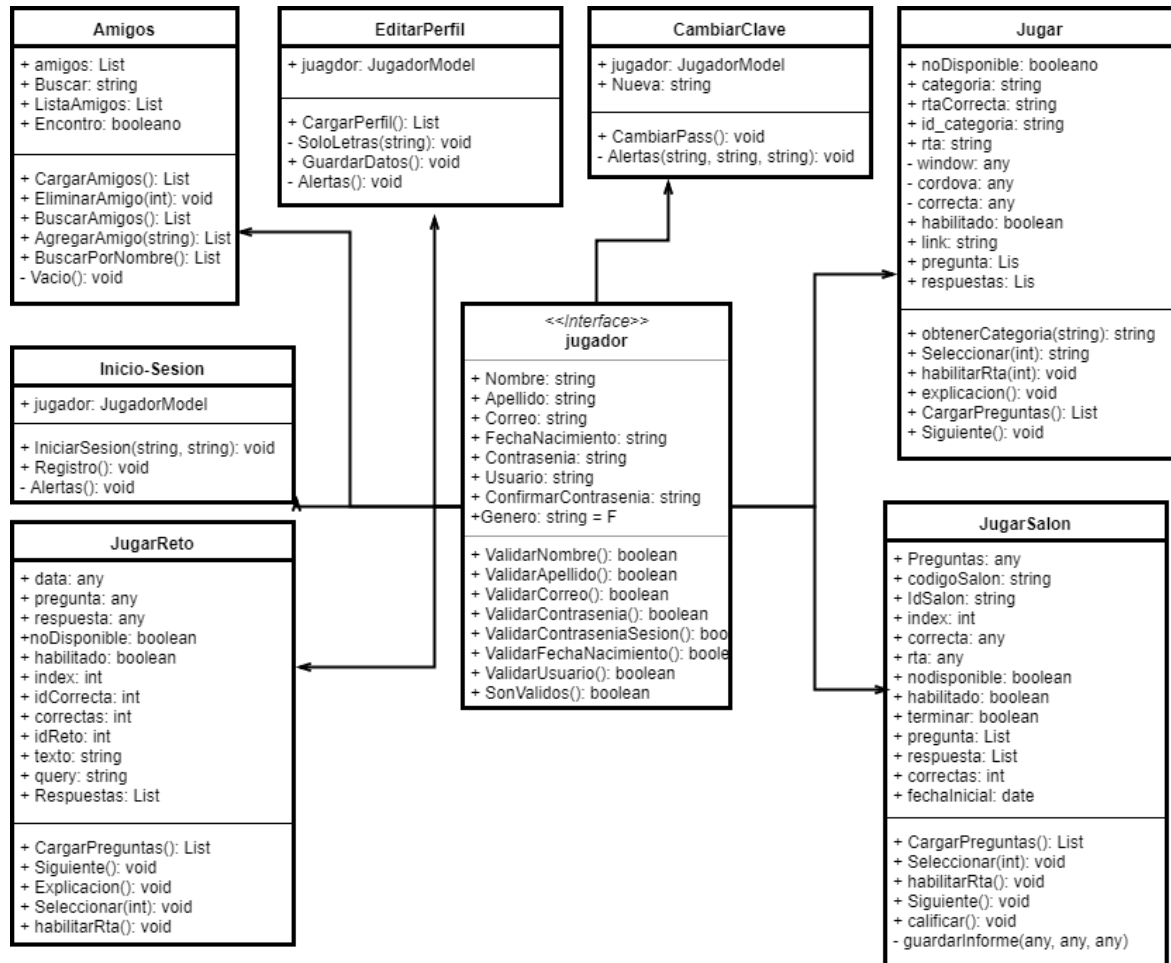 Amigos
+ amigos: List
+ Buscar: string
+ ListaAmigos: List
+ Encontro: booleano
+ CargarAmigos(): List
+ EliminarAmigo(int): void
+ BuscarAmigos(): List
+ AgregarAmigo(string): List
+ BuscarPorNombre(): List
- Vacio(): void
EditarPerfil
+ juagdor: JugadorModel
+ CargarPerfil(): List
- SoloLetras(string): void
+ GuardarDatos(): void
- Alertas(): void
CambiarClave
+ jugador: JugadorModel
+ Nueva: string
+ CambiarPass(): void
- Alertas(string, string, string): void
Jugar
+ noDisponible: booleano
+ categoria: string
+ rtaCorrecta: string
+ id_categoria: string
+ rta: string
- window: any
- cordova: any
- correcta: any
+ habilitado: boolean
+ link: string
+ pregunta: Lis
+ respuestas: Lis
+ obtenerCategoria(string): string
+ Seleccionar(int): string
+ habilitarRta(int): void
+ explicacion(): void
+ CargarPreguntas(): List
+ Siguiente(): void
Inicio-Sesion
+ jugador: JugadorModel
+ IniciarSesion(string, string): void
+ Registro(): void
- Alertas(): void
<<Interface>>
jugador
+ Nombre: string
+ Apellido: string
+ Correo: string
+ FechaNacimiento: string
+ Contrasenia: string
+ Usuario: string
+ ConfirmarContrasenia: string
+Genero: string = F
+ ValidarNombre(): boolean
+ ValidarApellido(): boolean
+ ValidarCorreo(): boolean
+ ValidarContrasenia(): boolean
+ ValidarContraseniaSesion(): boo
+ ValidarFechaNacimiento(): boole
+ ValidarUsuario(): boolean
+ SonValidos(): boolean
JugarReto
+ data: any
+ pregunta: any
+ respuesta: any
+noDisponible: boolean
+ habilitado: boolean
+ index: int
+ idCorrecta: int
+ correctas: int
+ idReto: int
+ texto: string
+ query: string
+ Respuestas: List
+ CargarPreguntas(): List
+ Siguiente(): void
+ Explicacion(): void
+ Seleccionar(int): void
+ habilitarRta(): void
JugarSalon
+ Preguntas: any
+ codigoSalon: string
+ IdSalon: string
+ index: int
+ correcta: any
+ rta: any
+ nodisponible: boolean
+ habilitado: boolean
+ terminar: boolean
+ pregunta: List
+ respuesta: List
+ correctas: int
+ fechaInicial: date
+ CargarPreguntas(): List
+ Seleccionar(int): void
+ habilitarRta(): void
+ Siguiente(): void
+ calificar(): void
- guardarInforme(any, any, any)